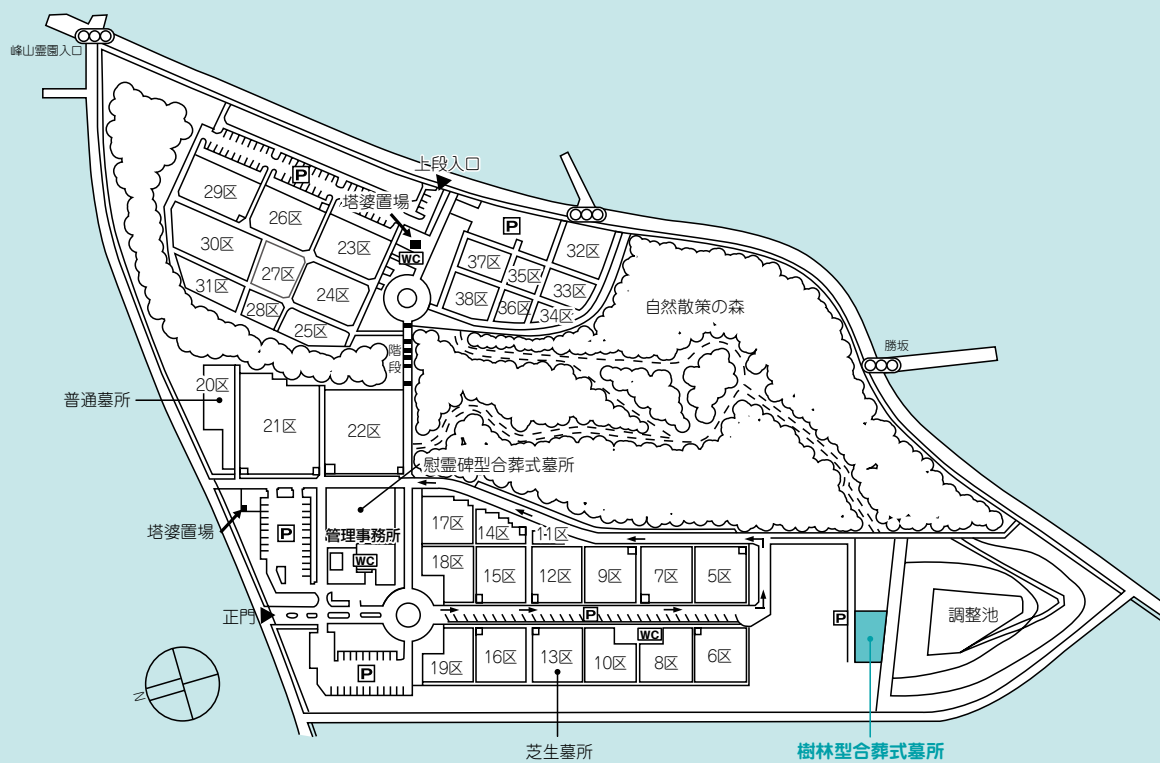 峰山霊園入口
上段入口
塔婆置場
P
P
WC
29区
26区
23区
30区
27区
24区
31区
28区
25区
37区
35区
32区
38区
36区
33区
34区
階段
自然散策の森
勝坂
20区
普通墓所
21区
22区
慰霊碑型合葬式墓所
塔婆置場
P
管理事務所
WC
17区
14区
11区
18区
15区
12区
9区
7区
5区
正門
P
P
WC
19区
16区
13区
10区
8区
6区
P
調整池
N
芝生墓所
樹林型合葬式墓所